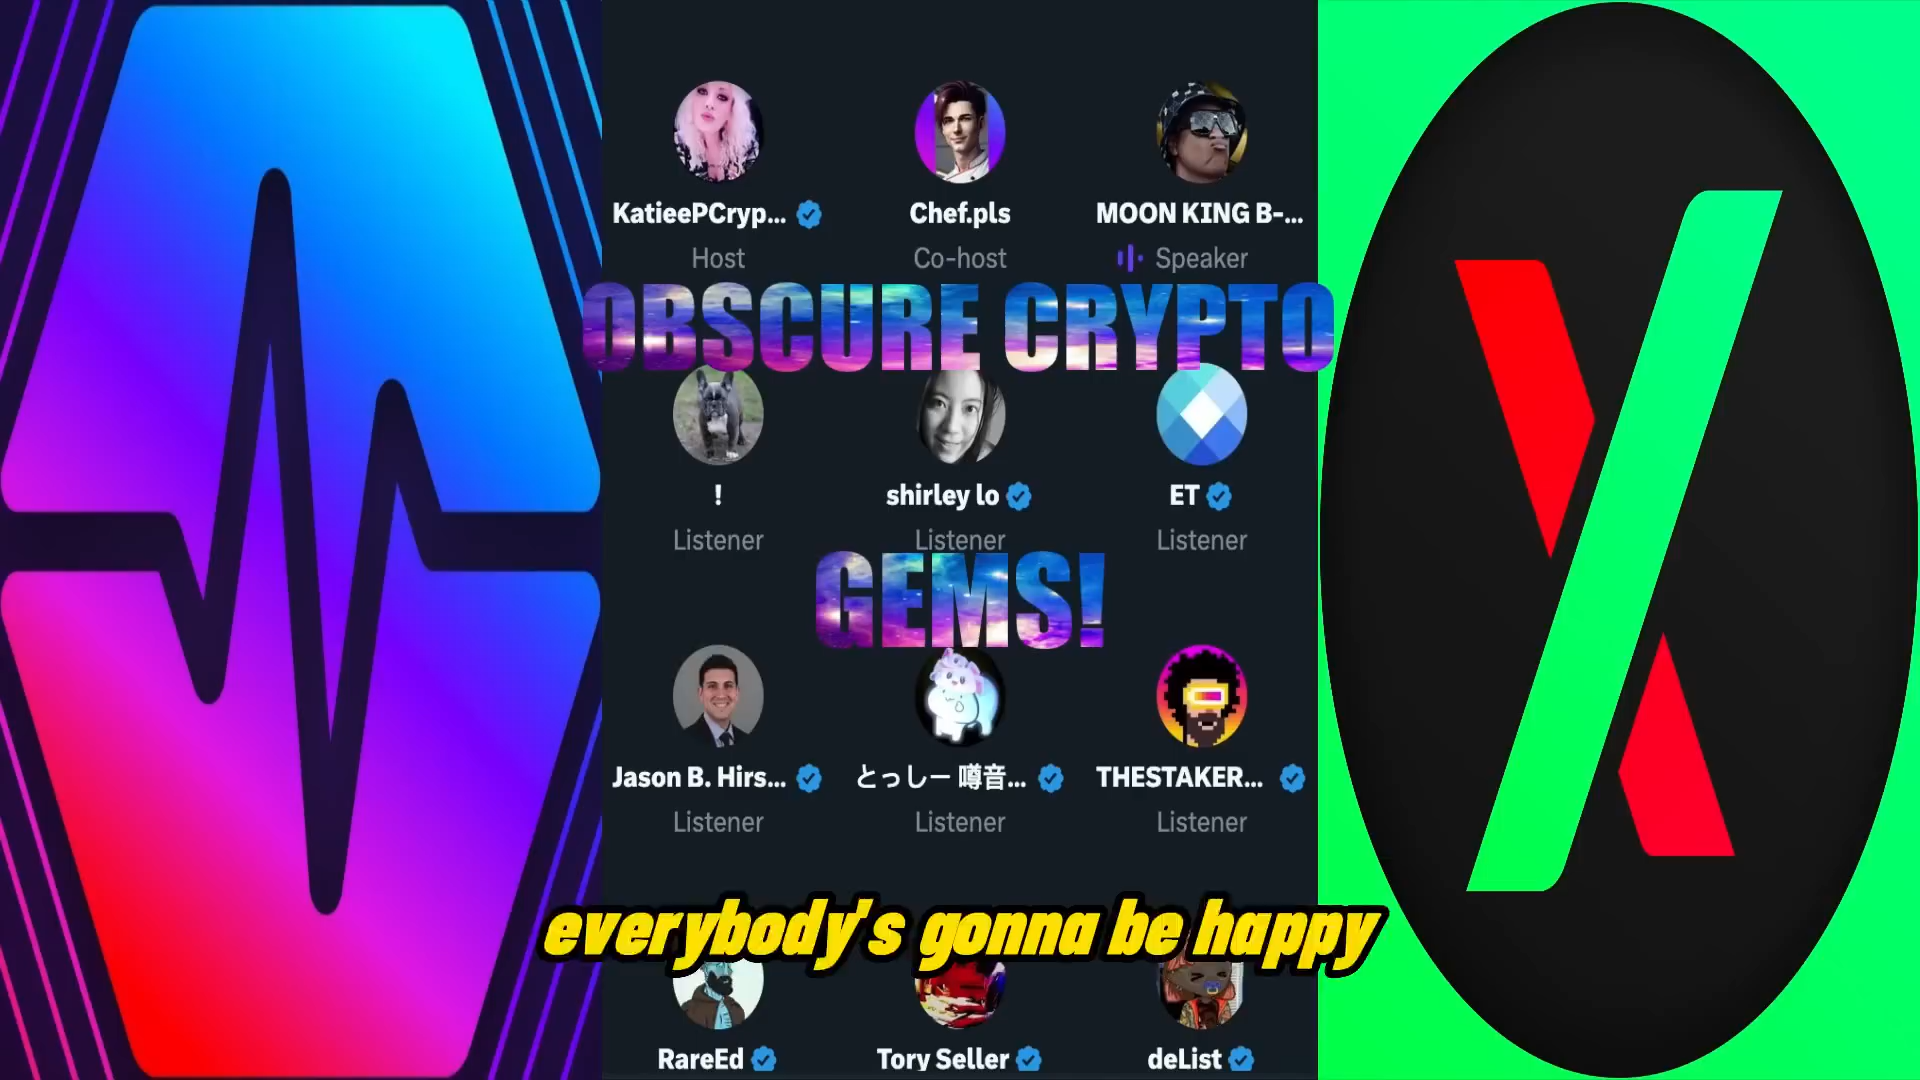 KatieePCryp... Chef.pls MOON KING B-...
Host Co-host Speaker
OBSCURE CRYPTO
! shirley lo ET
Listener Listener Listener
GEMS!
Jason B. Hirs... とっしー 噂音... THESTAKER...
Listener Listener Listener
everybody's gonna be happy
RareEd Tory Seller deList